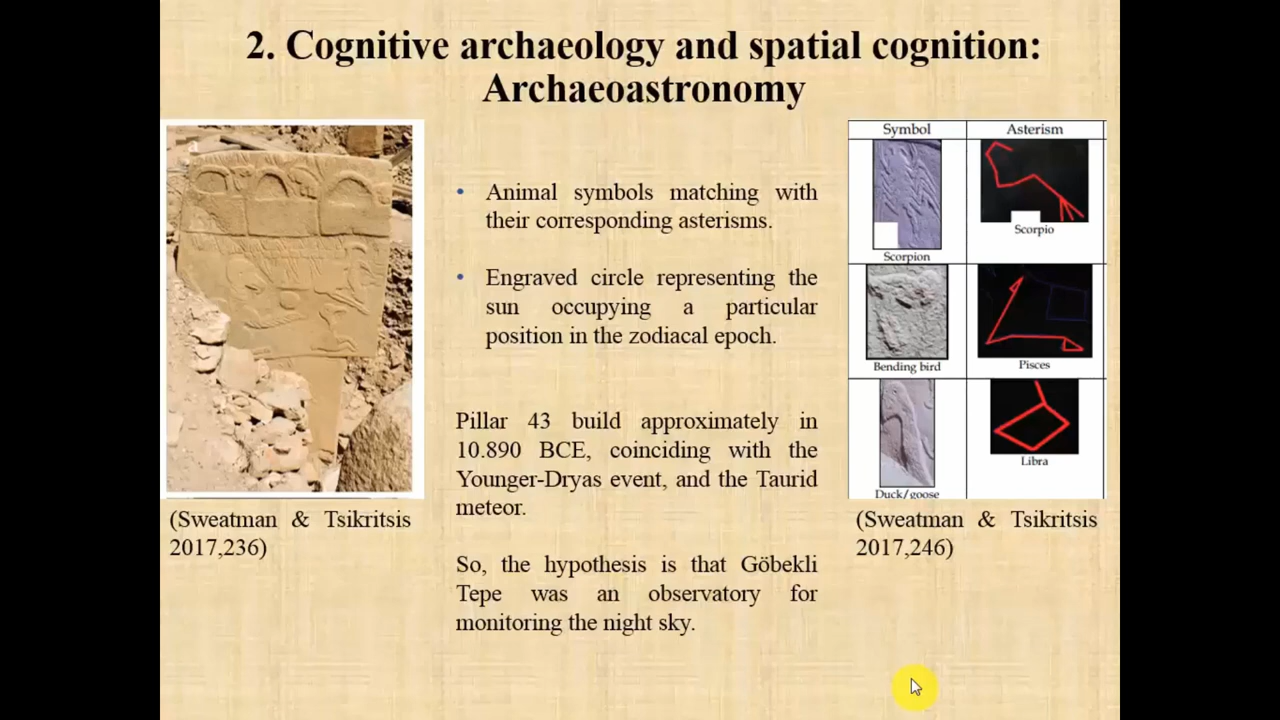 2. Cognitive archaeology and spatial cognition:
Archaeoastronomy
• Animal symbols matching with
their corresponding asterisms.
• Engraved circle representing the
sun occupying a particular
position in the zodiacal epoch.
Pillar 43 build approximately in
10.890 BCE, coinciding with the
Younger-Dryas event, and the Taurid
meteor.
So, the hypothesis is that Göbekli
Tepe was an observatory for
monitoring the night sky.
(Sweatman & Tsikritsis
2017,236)
Symbol Asterism
Scorpion Scorpio
Bending bird Pisces
Duck/goose Libra
(Sweatman & Tsikritsis
2017,246)